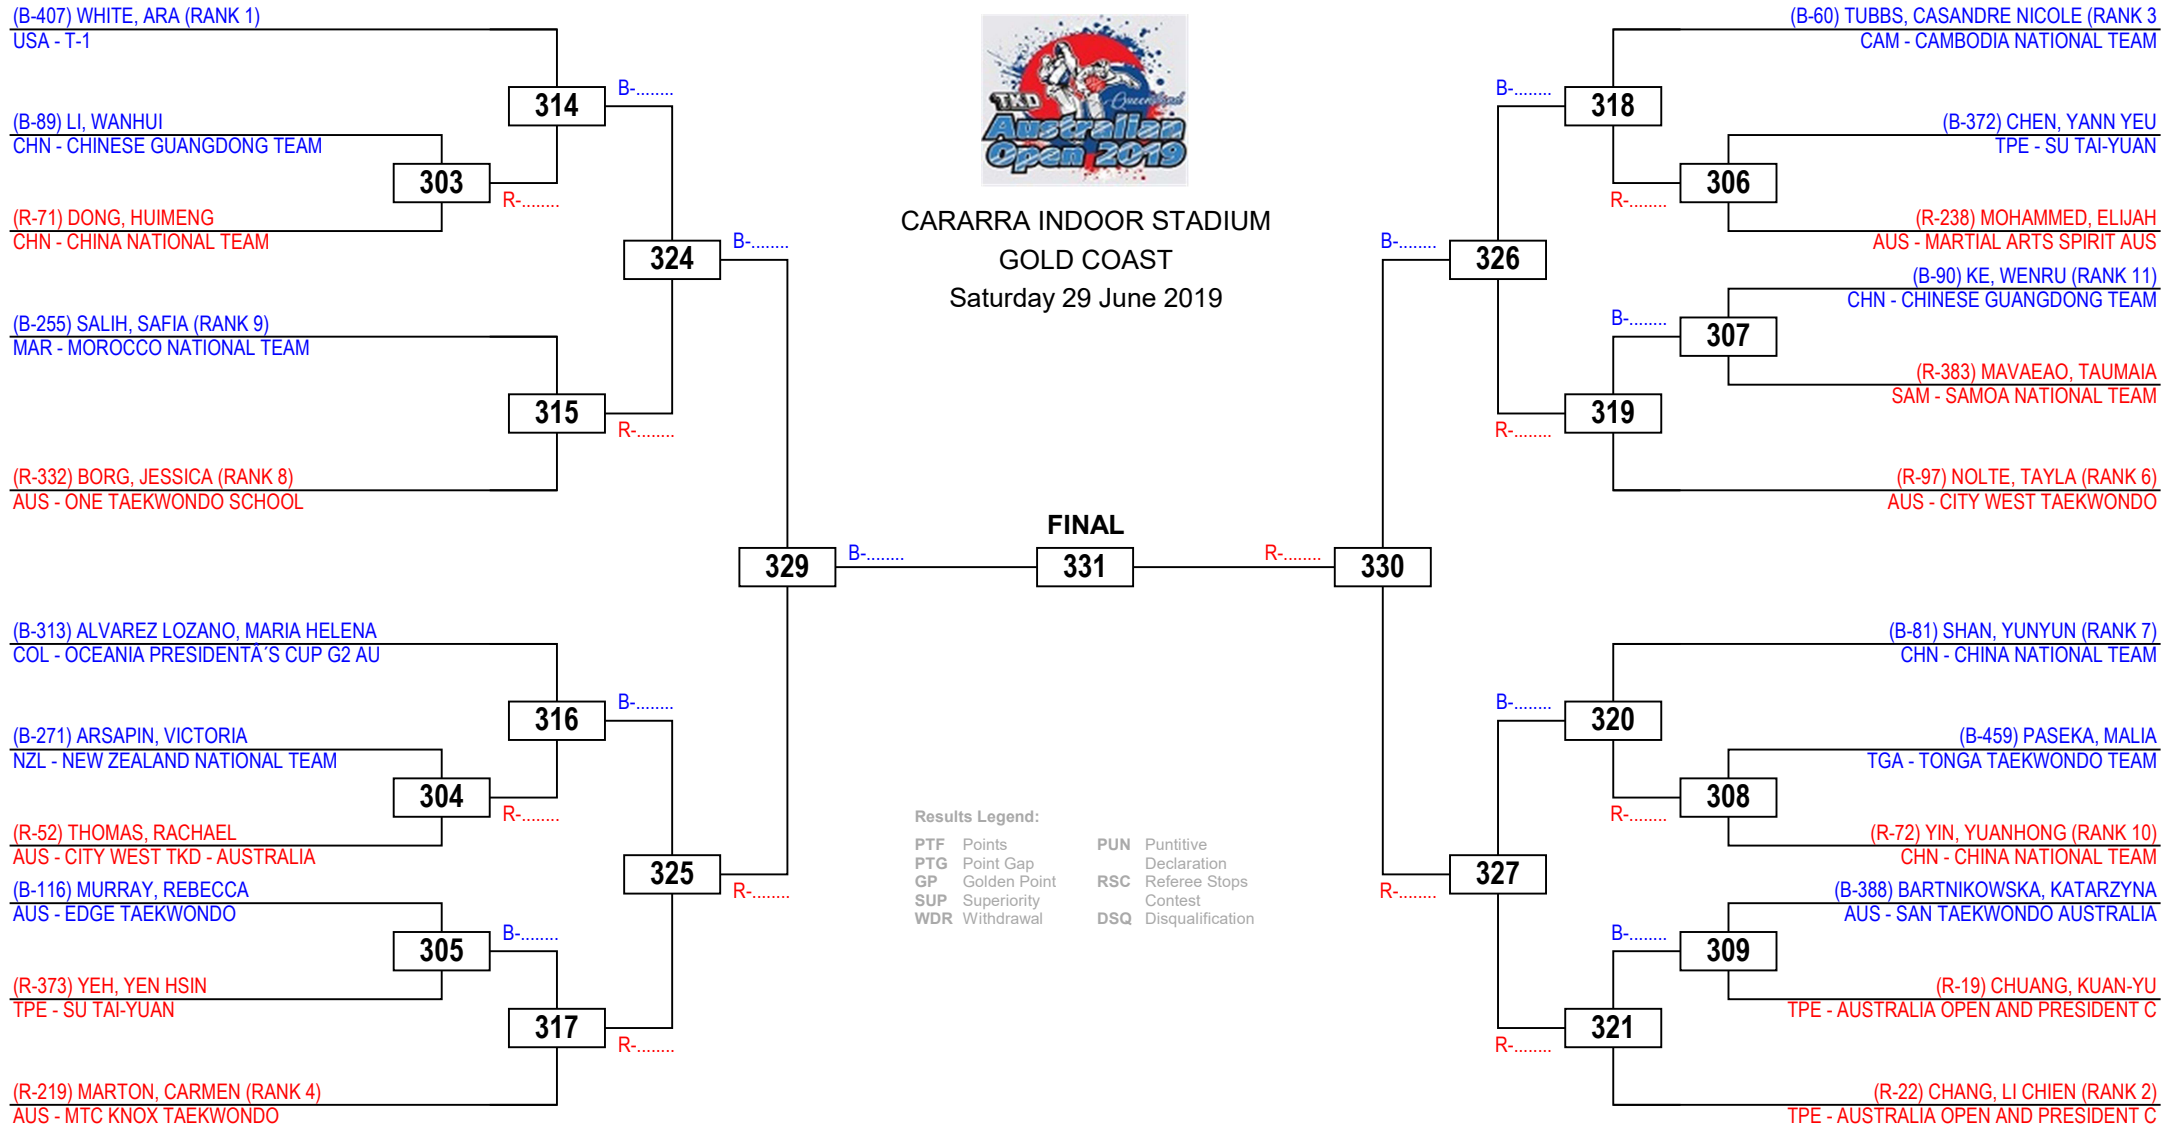 (B-407) WHITE, ARA (RANK 1)
USA - T-1
314
B-........
(B-89) LI, WANHUI
CHN - CHINESE GUANGDONG TEAM
303
R-........
(R-71) DONG, HUIMENG
CHN - CHINA NATIONAL TEAM
324
B-........
(B-255) SALIH, SAFIA (RANK 9)
MAR - MOROCCO NATIONAL TEAM
315
R-........
(R-332) BORG, JESSICA (RANK 8)
AUS - ONE TAEKWONDO SCHOOL
329
B-........
(B-313) ALVAREZ LOZANO, MARIA HELENA
COL - OCEANIA PRESIDENTÂ´S CUP G2 AU
316
B-........
(B-271) ARSAPIN, VICTORIA
NZL - NEW ZEALAND NATIONAL TEAM
304
R-........
(R-52) THOMAS, RACHAEL
AUS - CITY WEST TKD - AUSTRALIA
325
R-........
(B-116) MURRAY, REBECCA
AUS - EDGE TAEKWONDO
305
B-........
(R-373) YEH, YEN HSIN
TPE - SU TAI-YUAN
317
R-........
(R-219) MARTON, CARMEN (RANK 4)
AUS - MTC KNOX TAEKWONDO
TKD Queensland
Australian
Open 2019
CARARRA INDOOR STADIUM
GOLD COAST
Saturday 29 June 2019
FINAL
331
Results Legend:
PTF Points
PTG Point Gap
GP Golden Point
SUP Superiority
WDR Withdrawal
PUN Puntitive
Declaration
RSC Referee Stops
Contest
DSQ Disqualification
(B-60) TUBBS, CASANDRE NICOLE (RANK 3
CAM - CAMBODIA NATIONAL TEAM
B-........
318
(B-372) CHEN, YANN YEU
TPE - SU TAI-YUAN
306
R-........
(R-238) MOHAMMED, ELIJAH
AUS - MARTIAL ARTS SPIRIT AUS
B-........
326
(B-90) KE, WENRU (RANK 11)
CHN - CHINESE GUANGDONG TEAM
B-........
307
(R-383) MAVAEAO, TAUMAIA
SAM - SAMOA NATIONAL TEAM
319
R-........
(R-97) NOLTE, TAYLA (RANK 6)
AUS - CITY WEST TAEKWONDO
R-........
330
(B-81) SHAN, YUNYUN (RANK 7)
CHN - CHINA NATIONAL TEAM
B-........
320
(B-459) PASEKA, MALIA
TGA - TONGA TAEKWONDO TEAM
308
R-........
(R-72) YIN, YUANHONG (RANK 10)
CHN - CHINA NATIONAL TEAM
327
R-........
(B-388) BARTNIKOWSKA, KATARZYNA
AUS - SAN TAEKWONDO AUSTRALIA
B-........
309
(R-19) CHUANG, KUAN-YU
TPE - AUSTRALIA OPEN AND PRESIDENT C
321
R-........
(R-22) CHANG, LI CHIEN (RANK 2)
TPE - AUSTRALIA OPEN AND PRESIDENT C